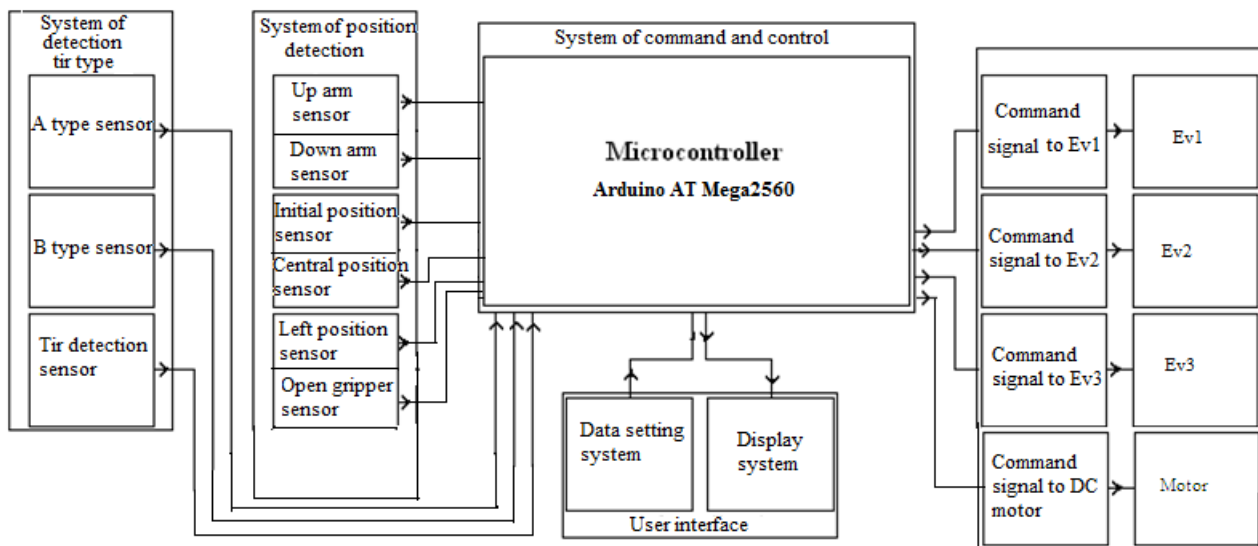 System of
detection
tir type
A type sensor
B type sensor
Tir detection
sensor
System of position
detection
Up arm
sensor
Down arm
sensor
Initial position
sensor
Central position
sensor
Left position
sensor
Open gripper
sensor
System of command and control
Microcontroller
Arduino AT Mega2560
Data setting
system
Display
system
User interface
Command
signal to Ev1
Ev1
Command
signal to Ev2
Ev2
Command
signal to Ev3
Ev3
Command
signal to DC
motor
Motor